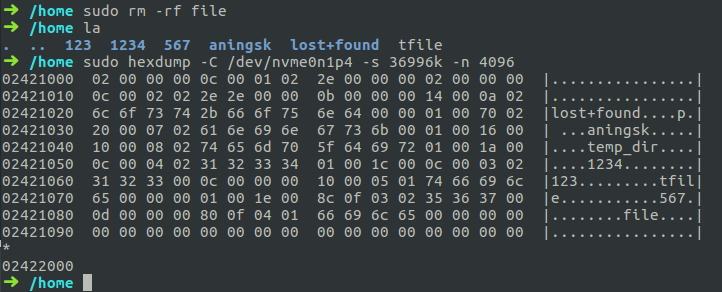 ➜ /home sudo rm -rf file
➜ /home la
. .. 123 1234 567 aningsk lost+found tfile
➜ /home sudo hexdump -C /dev/nvme0n1p4 -s 36996k -n 4096
02421000 02 00 00 00 0c 00 01 02 2e 00 00 00 02 00 00 00 |................|
02421010 0c 00 02 02 2e 2e 00 00 0b 00 00 00 14 00 0a 02 |................|
02421020 6c 6f 73 74 2b 66 6f 75 6e 64 00 00 01 00 70 02 |lost+found....p.|
02421030 20 00 07 02 61 6e 69 6e 67 73 6b 00 01 00 16 00 | ...aningsk.....|
02421040 10 00 08 02 74 65 6d 70 5f 64 69 72 01 00 1a 00 |....temp_dir....|
02421050 0c 00 04 02 31 32 33 34 01 00 1c 00 0c 00 03 02 |....1234........|
02421060 31 32 33 00 0c 00 00 00 10 00 05 01 74 66 69 6c |123.........tfil|
02421070 65 00 00 00 01 00 1e 00 8c 0f 03 02 35 36 37 00 |e...........567.|
02421080 0d 00 00 00 80 0f 04 01 66 69 6c 65 00 00 00 00 |........file....|
02421090 00 00 00 00 00 00 00 00 00 00 00 00 00 00 00 00 |................|
*
02422000
➜ /home